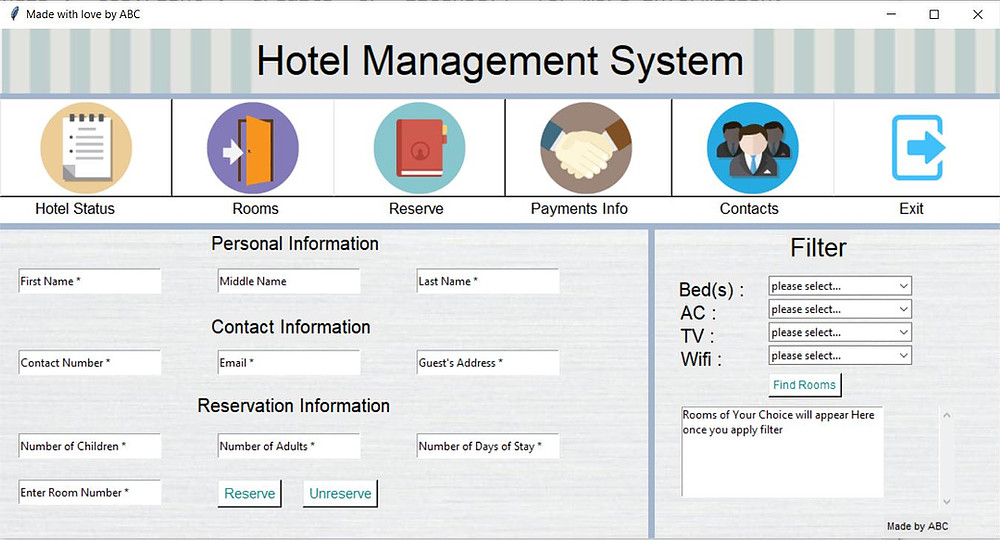 Made with love by ABC
Hotel Management System
Hotel Status Rooms Reserve Payments Info Contacts Exit
Personal Information
First Name * Middle Name Last Name *
Contact Information
Contact Number * Email * Guest's Address *
Reservation Information
Number of Children * Number of Adults * Number of Days of Stay *
Enter Room Number * Reserve Unreserve
Filter
Bed(s) : please select...
AC : please select...
TV : please select...
Wifi : please select...
Find Rooms
Rooms of Your Choice will appear Here
once you apply filter
Made by ABC